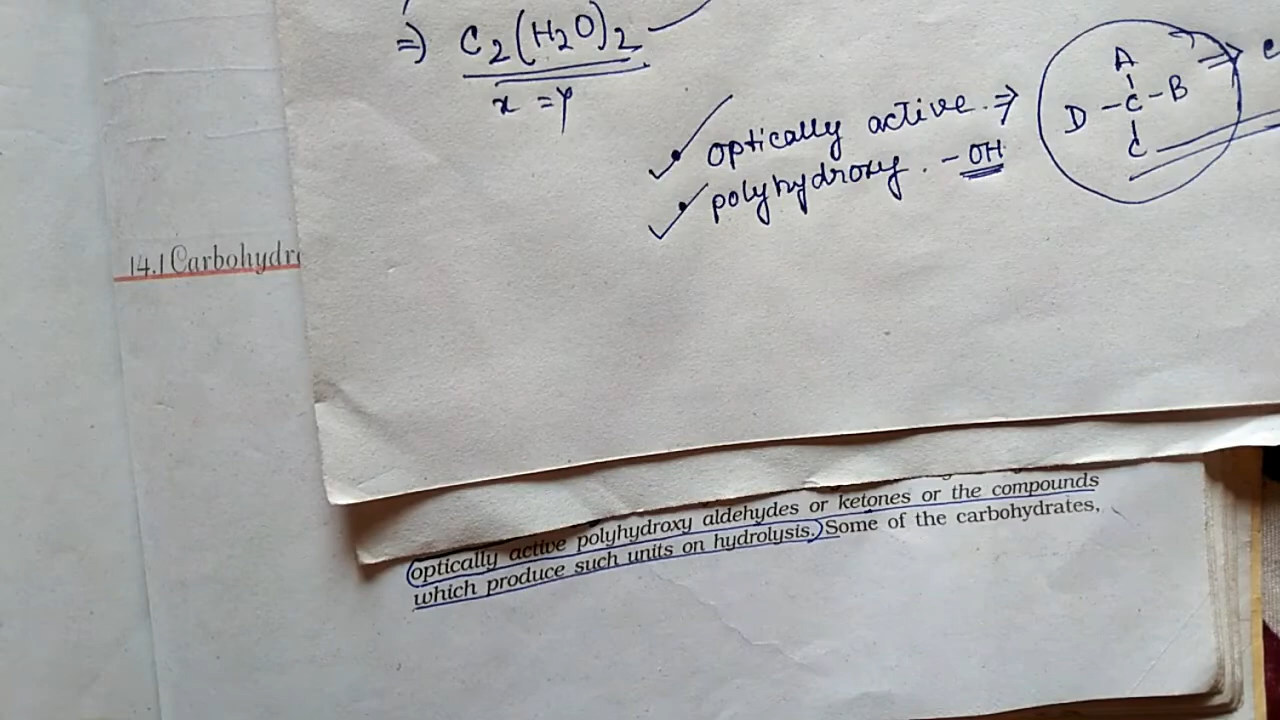 ⇒) C₂(H₂O)₂
x = y
• optically active. ⇒
• polyhydroxy. – OH
A
D – C – B
C
14.1 Carbohydr
optically active polyhydroxy aldehydes or ketones or the compounds
which produce such units on hydrolysis.) Some of the carbohydrates,